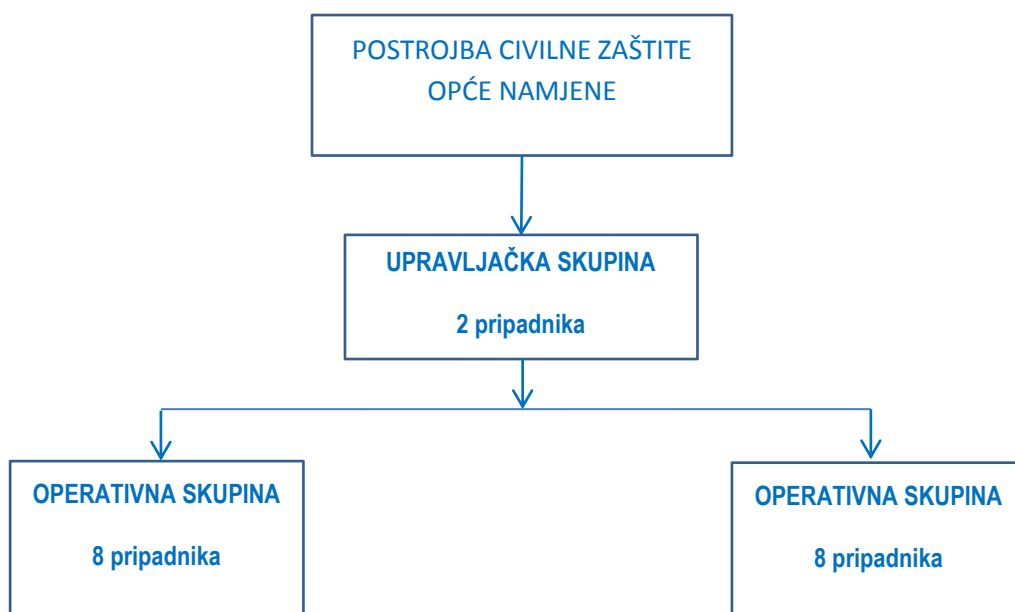 POSTROJBA CIVILNE ZAŠTITE
OPĆE NAMJENE
UPRAVLJAČKA SKUPINA
2 pripadnika
OPERATIVNA SKUPINA
8 pripadnika
OPERATIVNA SKUPINA
8 pripadnika